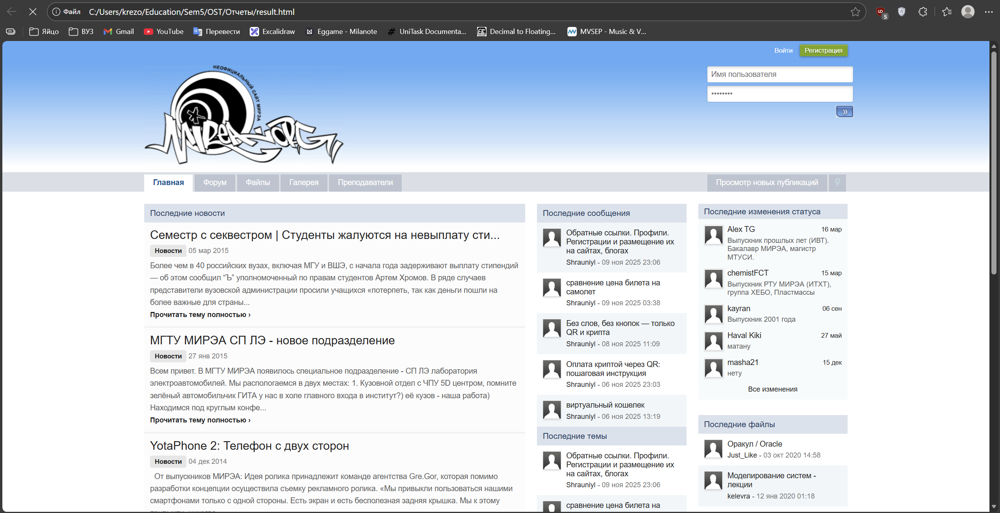 Файл C:/Users/krezo/Education/Sem5/OST/Отчеты/result.html
5
Яйцо
ВУЗ
Gmail
YouTube
Перевести
Excalidraw
Eggame - Milanote
UniTask Documenta...
Decimal to Floating...
MVSEP - Music & V...
Войти
Регистрация
НЕОФИЦИАЛЬНЫЙ САЙТ МИРЭА
MIREA.ORG
Имя пользователя
••••••••
Главная
Форум
Файлы
Галерея
Преподаватели
Просмотр новых публикаций
Последние новости
Семестр с секвестром | Студенты жалуются на невыплату сти...
Новости 05 мар 2015
Более чем в 40 российских вузах, включая МГУ и ВШЭ, с начала года задерживают выплату стипендий
— об этом сообщил “Ъ” уполномоченный по правам студентов Артем Хромов. В ряде случаев
представители вузовской администрации просили учащихся «потерпеть, так как деньги пошли на
более важные для страны...
Прочитать тему полностью ›
МГТУ МИРЭА СП ЛЭ - новое подразделение
Новости 27 янв 2015
Всем привет. В МГТУ МИРЭА появилось специальное подразделение - СП ЛЭ лаборатория
электроавтомобилей. Мы распологаемся в двух местах: 1. Кузовной отдел с ЧПУ 5D центром, помните
зелёный автомобильчик ГИТА у нас в холе главного входа в институт?) её кузов - наша работа)
Находимся под круглым конфе...
Прочитать тему полностью ›
YotaPhone 2: Телефон с двух сторон
Новости 04 дек 2014
От выпускников МИРЭА: Идея ролика принадлежит команде агентства Gre.Gor, которая помимо
разработки концепции осуществила съемку рекламного ролика. «Мы привыкли пользоваться нашими
смартфонами только с одной стороны. Есть экран и есть бесполезная задняя крышка. Мы к этому
Последние сообщения
Обратные ссылки. Профили.
Регистрации и размещение их
на сайтах, блогах
Shrauniyl - 09 ноя 2025 23:06
сравнение цена билета на
самолет
Shrauniyl - 09 ноя 2025 03:38
Без слов, без кнопок — только
QR и крипта
Shrauniyl - 08 ноя 2025 11:09
Оплата криптой через QR:
пошаговая инструкция
Shrauniyl - 06 ноя 2025 23:03
виртуальный кошелек
Shrauniyl - 06 ноя 2025 13:19
Последние темы
Обратные ссылки. Профили.
Регистрации и размещение их
на сайтах, блогах
Shrauniyl - 09 ноя 2025 23:06
сравнение цена билета на
Последние изменения статуса
Alex TG 16 мар
Выпускник прошлых лет (ИВТ).
Бакалавр МИРЭА, магистр
МТУСИ.
chemistFCT 15 мар
Выпускник РТУ МИРЭА (ИТХТ),
группа ХЕБО, Пластмассы
kayran 06 сен
Выпускник 2001 года
Haval Kiki 27 май
матану
masha21 15 дек
нету
Все изменения
Последние файлы
Оракул / Oracle
Just_Like - 03 окт 2020 14:58
Моделирование систем -
лекции
kelevra - 12 янв 2020 01:18